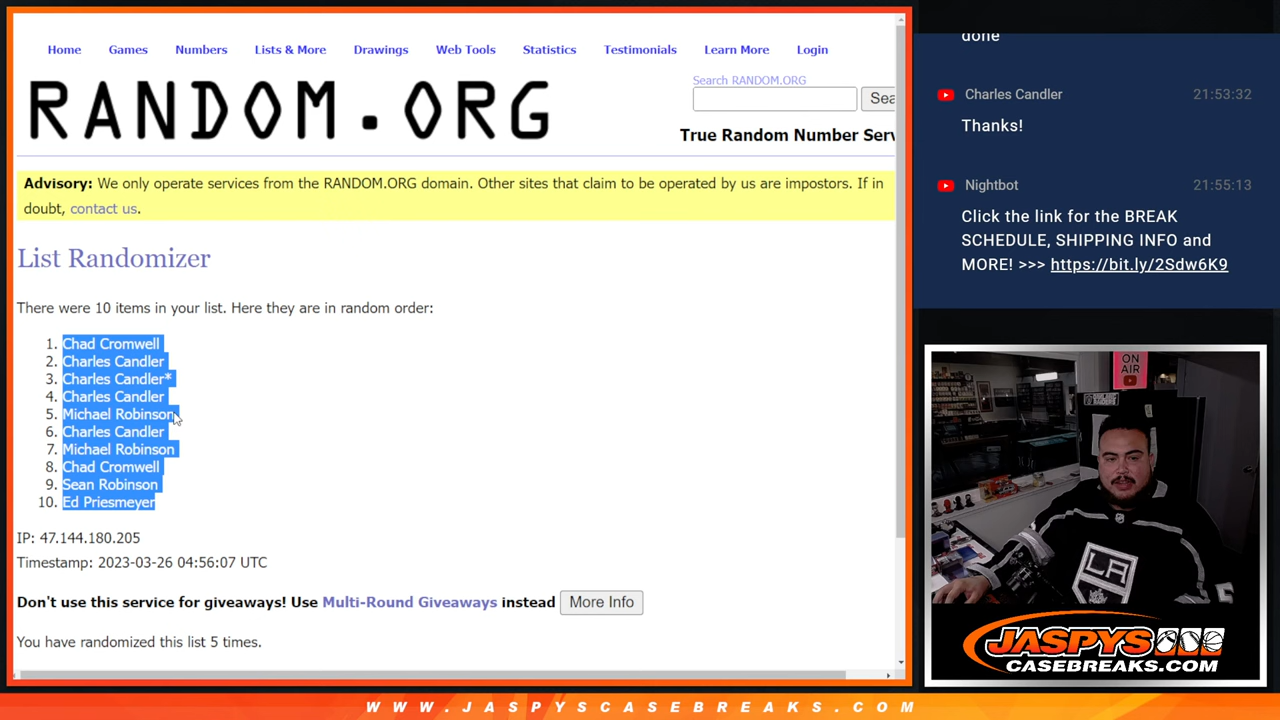 Home Games Numbers Lists & More Drawings Web Tools Statistics Testimonials Learn More Login
RANDOM.ORG
Search RANDOM.ORG
True Random Number Serv
Advisory: We only operate services from the RANDOM.ORG domain. Other sites that claim to be operated by us are impostors. If in
doubt, contact us.
List Randomizer
There were 10 items in your list. Here they are in random order:
1. Chad Cromwell
2. Charles Candler
3. Charles Candler*
4. Charles Candler
5. Michael Robinson
6. Charles Candler
7. Michael Robinson
8. Chad Cromwell
9. Sean Robinson
10. Ed Priesmeyer
IP: 47.144.180.205
Timestamp: 2023-03-26 04:56:07 UTC
Don't use this service for giveaways! Use Multi-Round Giveaways instead More Info
You have randomized this list 5 times.
done
Charles Candler 21:53:32
Thanks!
Nightbot 21:55:13
Click the link for the BREAK
SCHEDULE, SHIPPING INFO and
MORE! >>> https://bit.ly/2Sdw6K9
ON
AIR
LA
JASPYS
CASEBREAKS.COM
WWW.JASPYSCASEBREAKS.COM